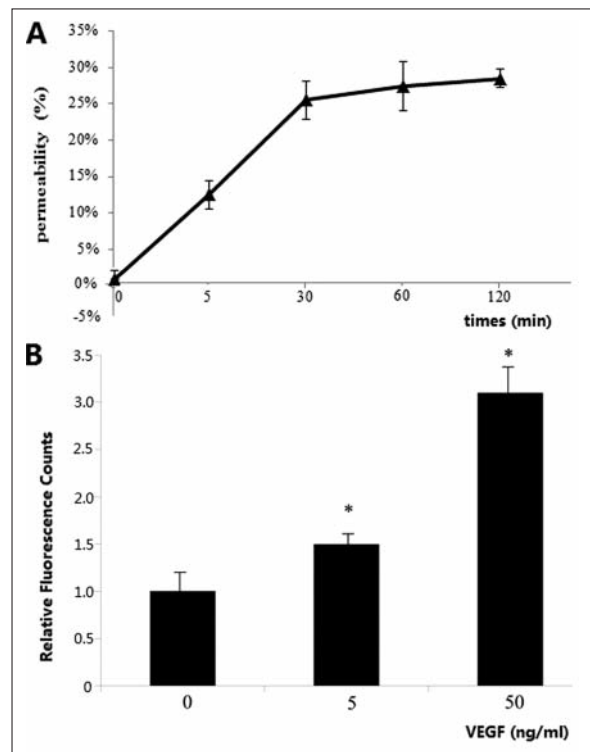 A
permeability (%)
35%
30%
25%
20%
15%
10%
5%
0%
-5%
0 5 30 60 120
times (min)
B
Relative Fluorescence Counts
3.5
3.0
2.5
2.0
1.5
1.0
0.5
0
*
*
0 5 50
VEGF (ng/ml)